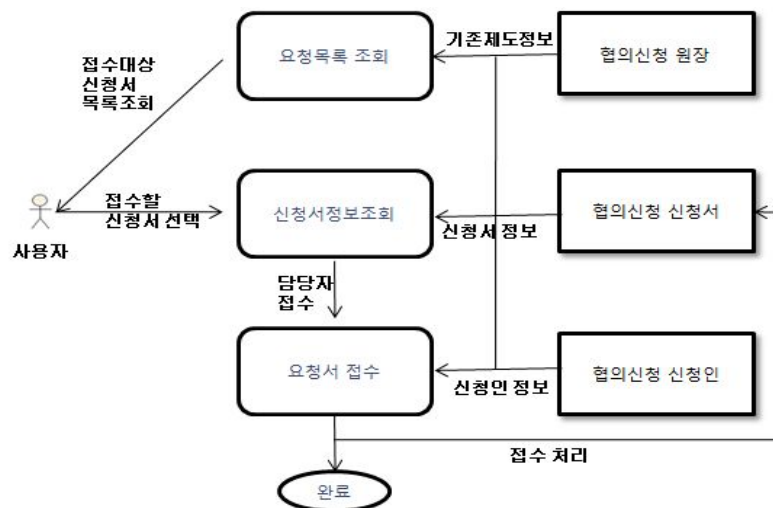 요청목록 조회
기존제도정보
협의신청 원장
접수대상
신청서
목록조회
사용자
접수할
신청서 선택
신청서정보조회
신청서 정보
협의신청 신청서
담당자
접수
요청서 접수
신청인 정보
협의신청 신청인
접수 처리
완료